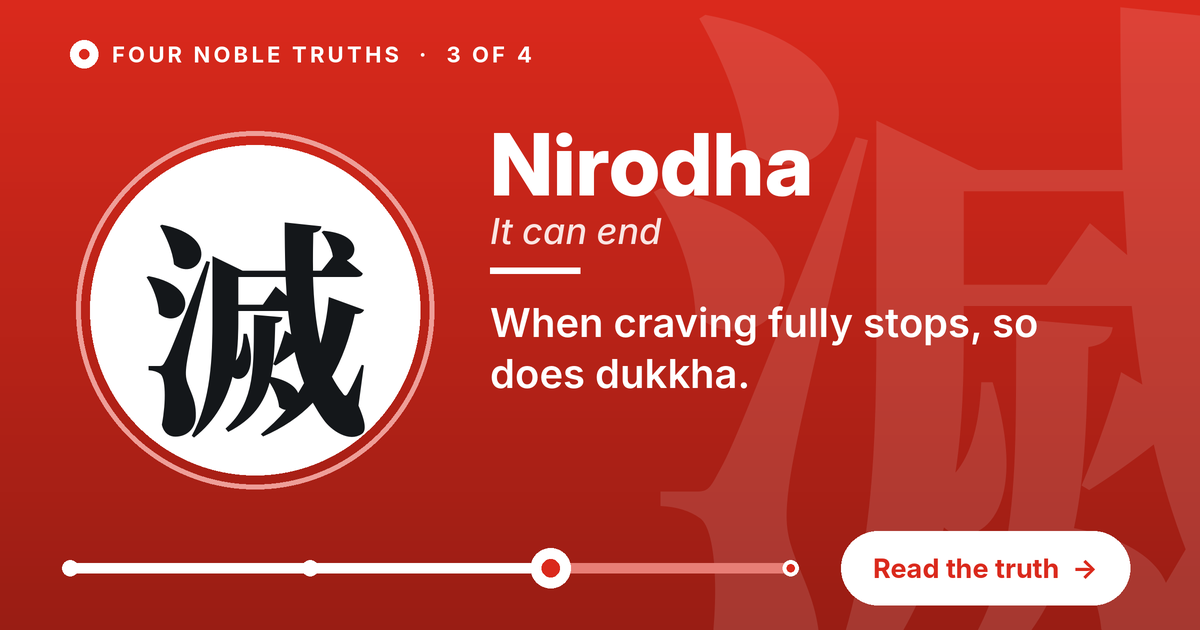 FOUR NOBLE TRUTHS · 3 OF 4
滅
Nirodha
It can end
When craving fully stops, so
does dukkha.
Read the truth →